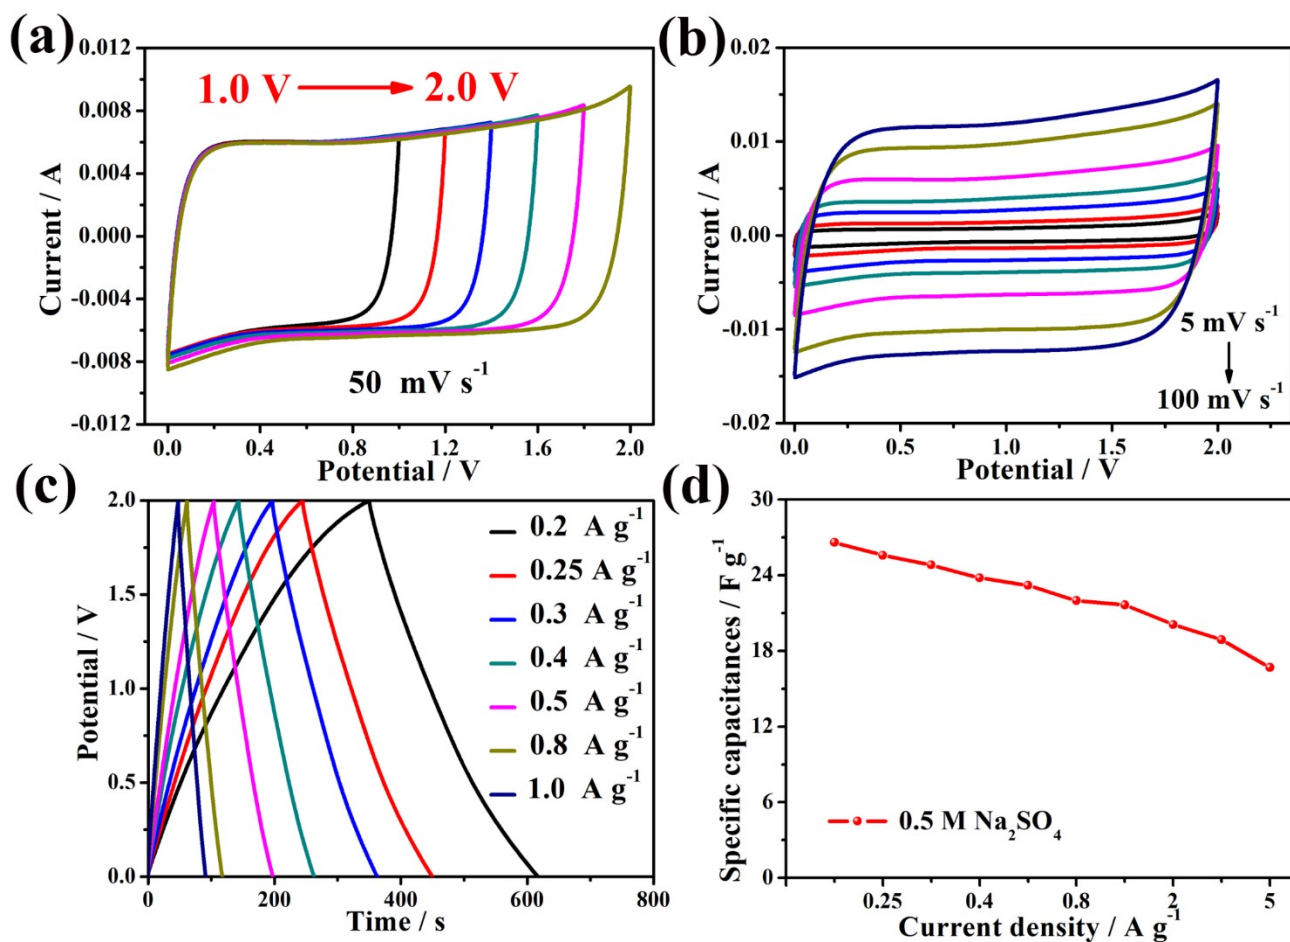 (a)
0.012
0.008
0.004
0.000
-0.004
-0.008
-0.012
Current / A
1.0 V
2.0 V
50 mV s⁻¹
0.0
0.4
0.8
1.2
1.6
2.0
Potential / V
(b)
0.02
0.01
0.00
-0.01
-0.02
Current / A
5 mV s⁻¹
100 mV s⁻¹
0.0
0.5
1.0
1.5
2.0
Potential / V
(c)
2.0
1.5
1.0
0.5
0.0
Potential / V
0.2 A g⁻¹
0.25 A g⁻¹
0.3 A g⁻¹
0.4 A g⁻¹
0.5 A g⁻¹
0.8 A g⁻¹
1.0 A g⁻¹
0
200
400
600
800
Time / s
(d)
30
24
18
12
6
0
Specific capacitances / F g⁻¹
0.5 M Na₂SO₄
0.25
0.4
0.8
2
5
Current density / A g⁻¹